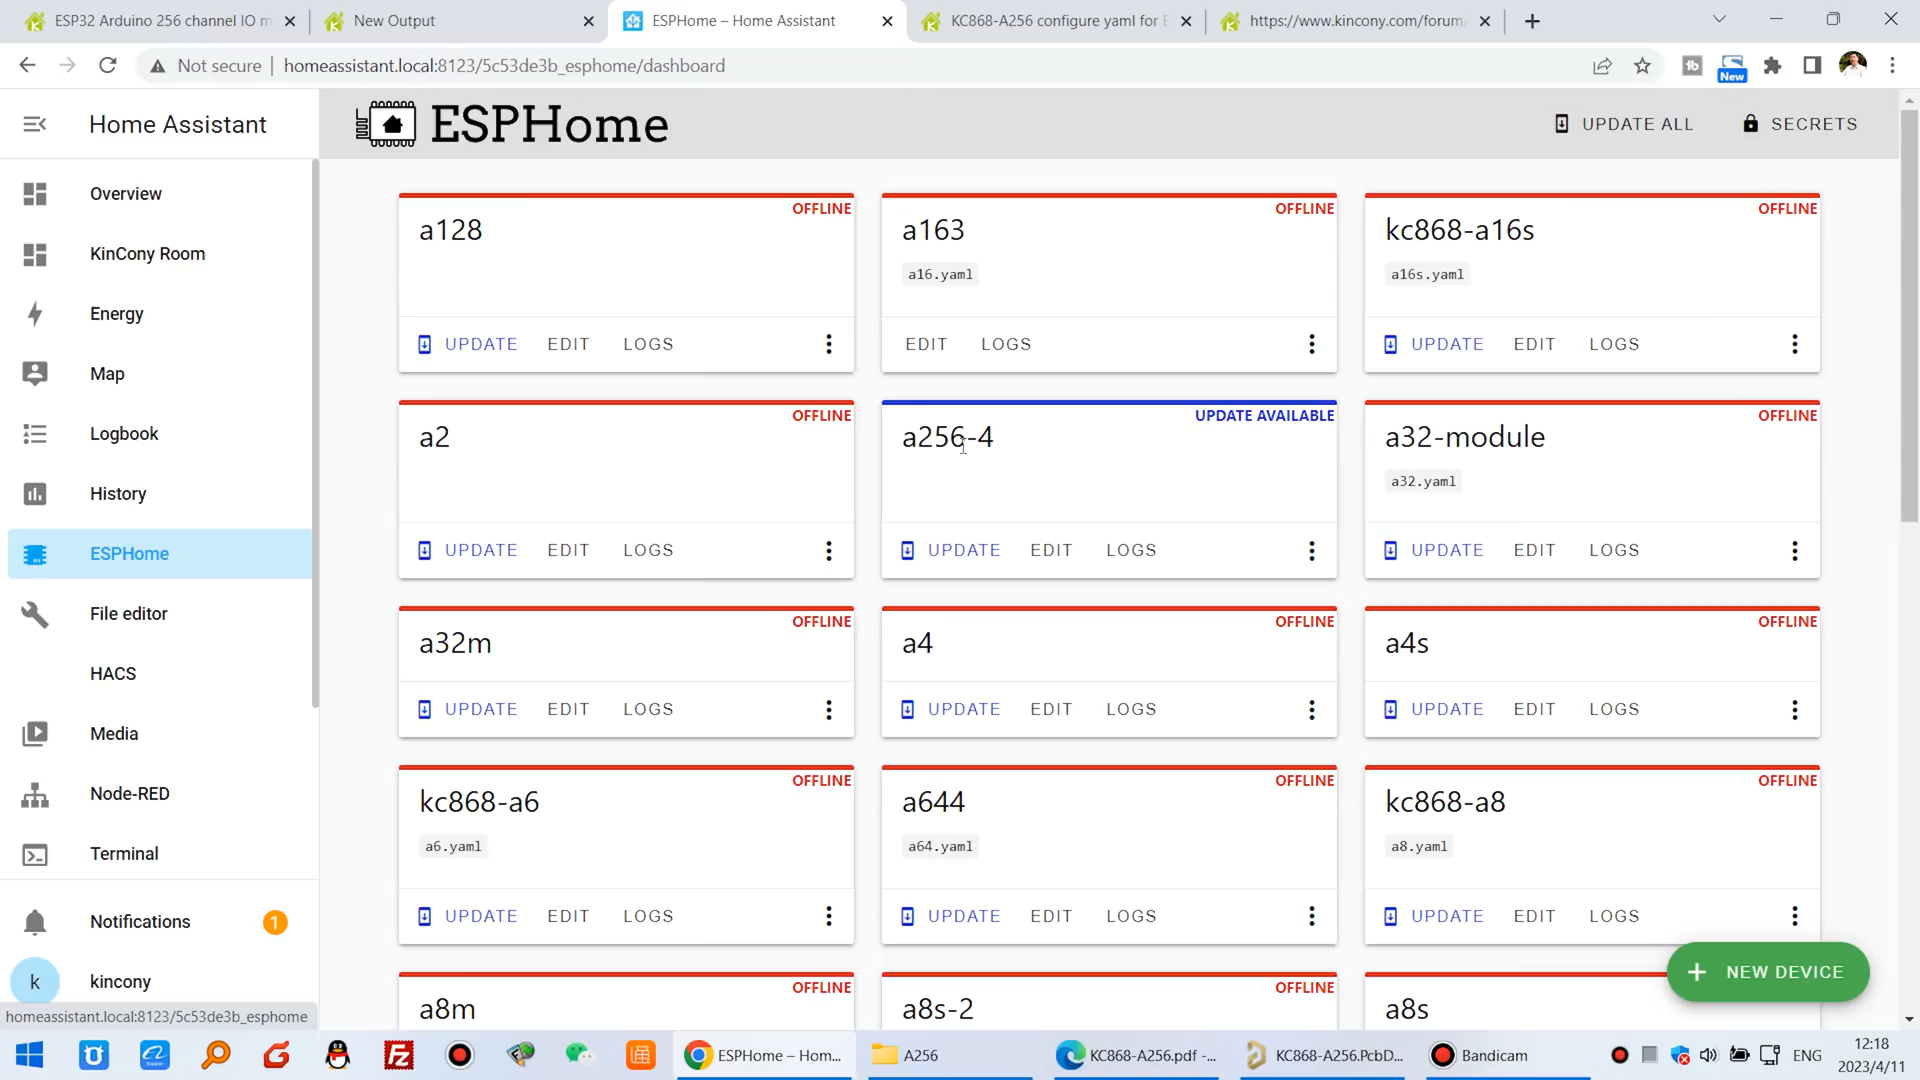 ESP32 Arduino 256 channel IO m
New Output
ESPHome – Home Assistant
KC868-A256 configure yaml for E
https://www.kincony.com/forum/
Not secure
homeassistant.local:8123/5c53de3b_esphome/dashboard
New
Home Assistant
ESPHome
UPDATE ALL
SECRETS
Overview
KinCony Room
Energy
Map
Logbook
History
ESPHome
File editor
HACS
Media
Node-RED
Terminal
Notifications
1
k
kincony
homeassistant.local:8123/5c53de3b_esphome
OFFLINE
a128
UPDATE EDIT LOGS
OFFLINE
a163
a16.yaml
EDIT LOGS
OFFLINE
kc868-a16s
a16s.yaml
UPDATE EDIT LOGS
OFFLINE
a2
UPDATE EDIT LOGS
UPDATE AVAILABLE
a256-4
UPDATE EDIT LOGS
OFFLINE
a32-module
a32.yaml
UPDATE EDIT LOGS
OFFLINE
a32m
UPDATE EDIT LOGS
OFFLINE
a4
UPDATE EDIT LOGS
OFFLINE
a4s
UPDATE EDIT LOGS
OFFLINE
kc868-a6
a6.yaml
UPDATE EDIT LOGS
OFFLINE
a644
a64.yaml
UPDATE EDIT LOGS
OFFLINE
kc868-a8
a8.yaml
UPDATE EDIT LOGS
OFFLINE
a8m
OFFLINE
a8s-2
a8s
NEW DEVICE
ESPHome – Hom...
A256
KC868-A256.pdf -...
KC868-A256.PcbD...
Bandicam
ENG
12:18
2023/4/11